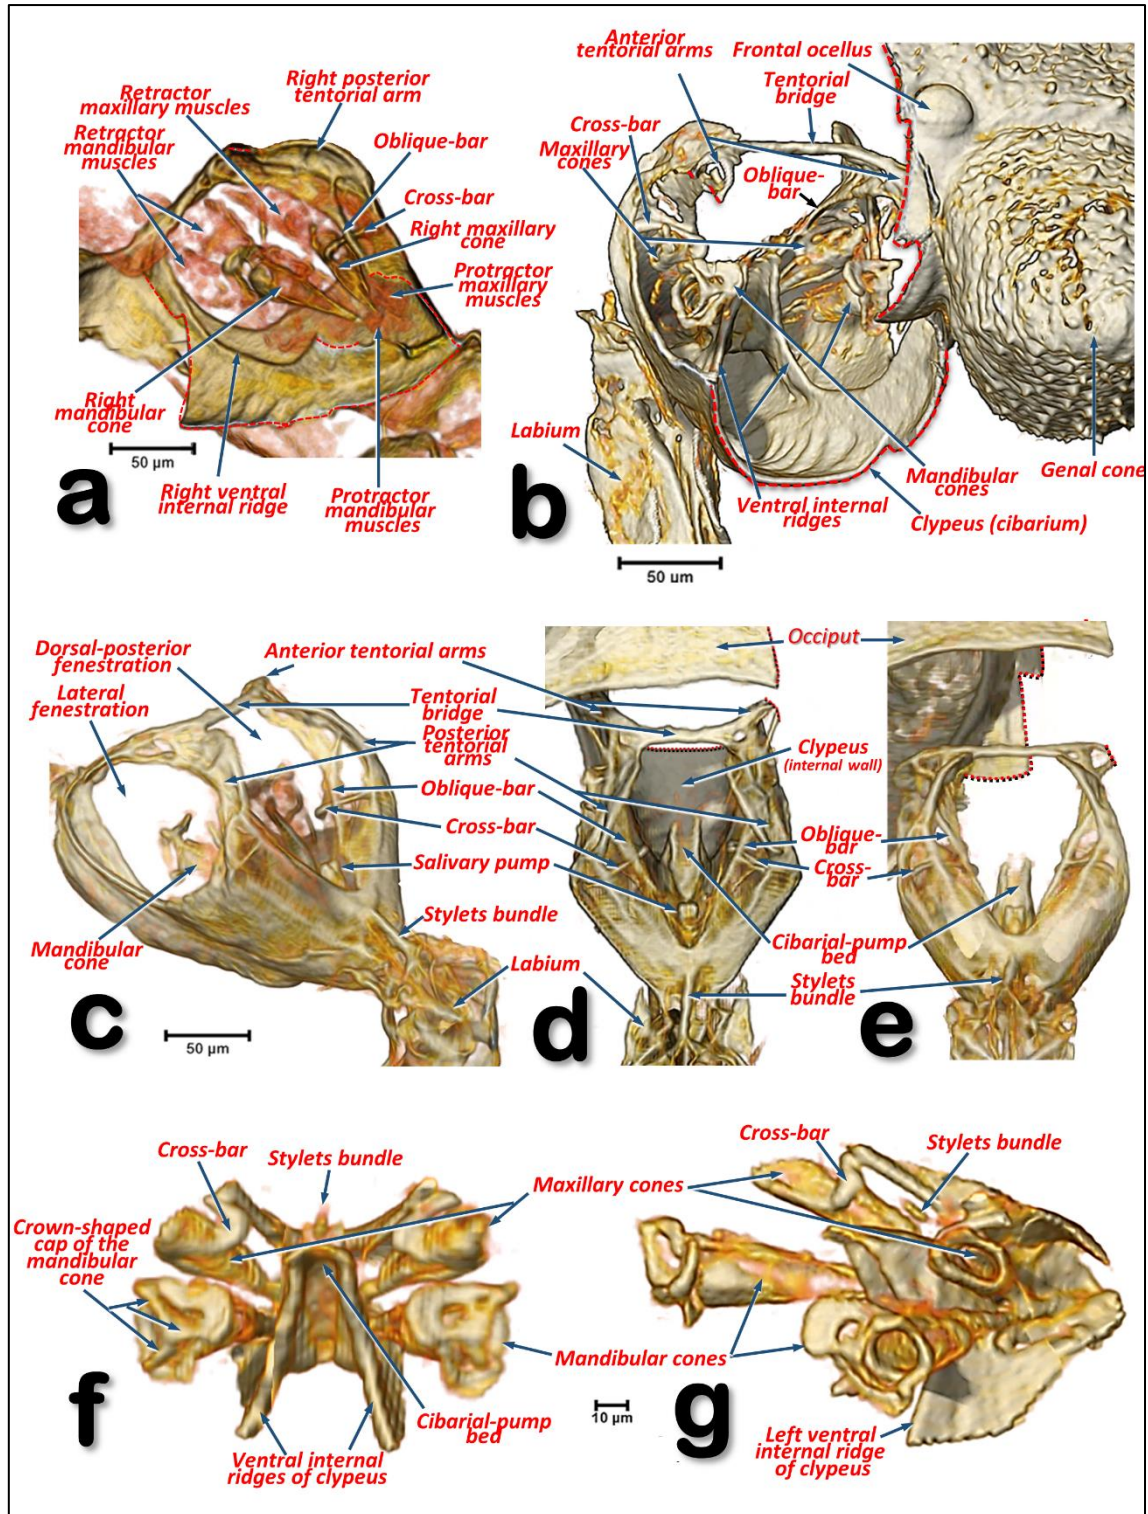 Right posterior
tentorial arm
Retractor
maxillary muscles
Retractor
mandibular
muscles
Oblique-bar
Cross-bar
Right maxillary
cone
Protractor
maxillary
muscles
Right
mandibular
cone
50 µm
a
Right ventral
internal ridge
Protractor
mandibular
muscles
Anterior
tentorial arms
Frontal ocellus
Tentorial
bridge
Cross-bar
Maxillary
cones
Oblique-
bar
Labium
b
Ventral internal
ridges
Mandibular
cones
Genal cone
Clypeus (cibarium)
50 µm
Dorsal-posterior
fenestration
Lateral
fenestration
Anterior tentorial arms
Tentorial
bridge
Posterior
tentorial
arms
Oblique-bar
Cross-bar
Salivary pump
Stylets bundle
Mandibular
cone
Labium
c
50 µm
Occiput
Clypeus
(internal wall)
Oblique-
bar
Cross-
bar
Cibarial-pump
bed
Stylets
bundle
d
e
Cross-bar
Stylets bundle
Maxillary cones
Crown-shaped
cap of the
mandibular
cone
f
Cibarial-pump
bed
Ventral internal
ridges of clypeus
Cross-bar
Stylets bundle
Mandibular cones
10 µm
g
Left ventral
internal ridge
of clypeus